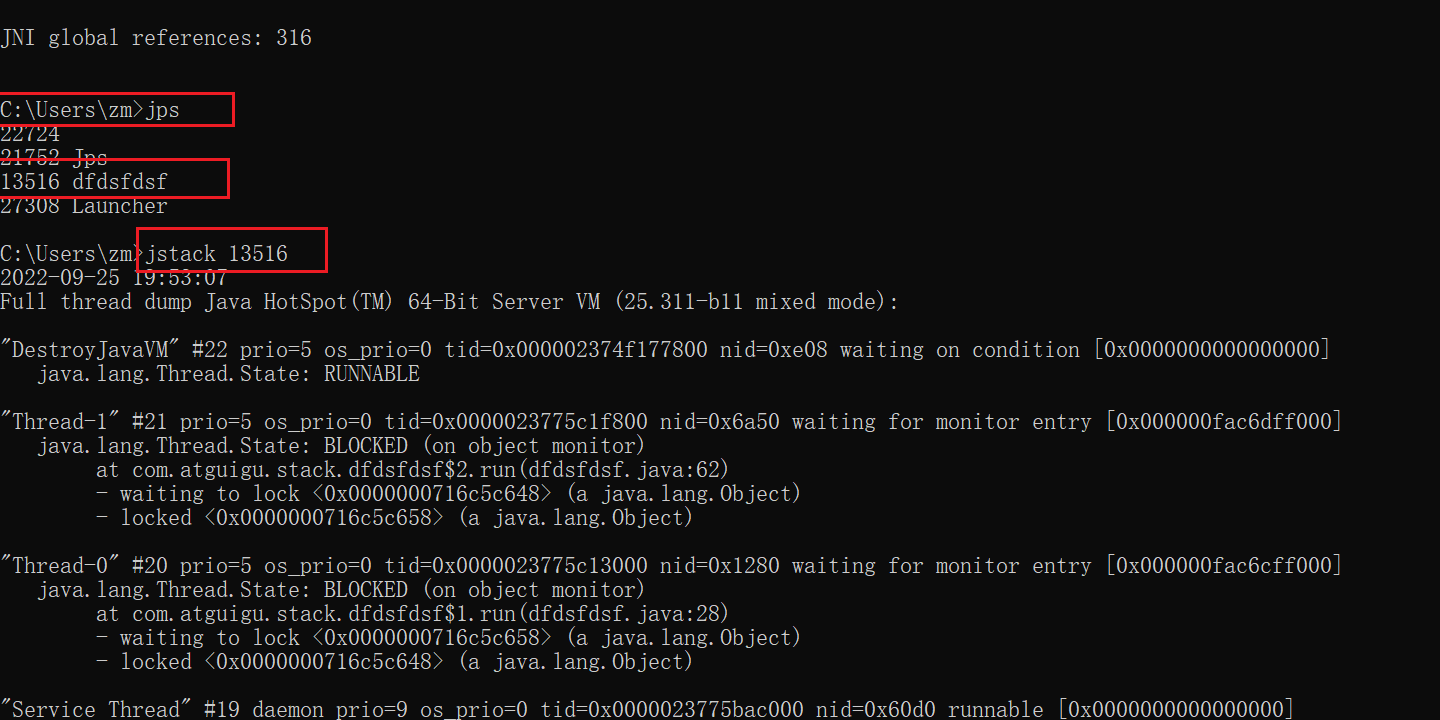 JNI global references: 316
C:\Users\zm>jps
22724
21752 Jps
13516 dfdsfdsf
27308 Launcher
C:\Users\zm>jstack 13516
2022-09-25 19:53:07
Full thread dump Java HotSpot(TM) 64-Bit Server VM (25.311-b11 mixed mode):
"DestroyJavaVM" #22 prio=5 os_prio=0 tid=0x000002374f177800 nid=0xe08 waiting on condition [0x0000000000000000]
java.lang.Thread.State: RUNNABLE
"Thread-1" #21 prio=5 os_prio=0 tid=0x0000023775c1f800 nid=0x6a50 waiting for monitor entry [0x000000fac6dff000]
java.lang.Thread.State: BLOCKED (on object monitor)
at com.atguigu.stack.dfdsfdsf$2.run(dfdsfdsf.java:62)
- waiting to lock <0x0000000716c5c648> (a java.lang.Object)
- locked <0x0000000716c5c658> (a java.lang.Object)
"Thread-0" #20 prio=5 os_prio=0 tid=0x0000023775c13000 nid=0x1280 waiting for monitor entry [0x000000fac6cff000]
java.lang.Thread.State: BLOCKED (on object monitor)
at com.atguigu.stack.dfdsfdsf$1.run(dfdsfdsf.java:28)
- waiting to lock <0x0000000716c5c658> (a java.lang.Object)
- locked <0x0000000716c5c648> (a java.lang.Object)
"Service Thread" #19 daemon prio=9 os_prio=0 tid=0x0000023775bac000 nid=0x60d0 runnable [0x0000000000000000]